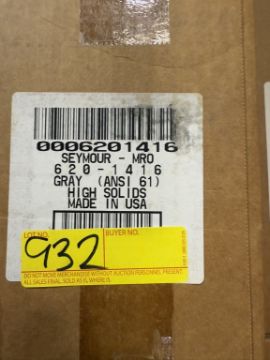 0006201416
SEYMOUR - MRO
620-1416
GRAY (ANSI 61)
HIGH SOLIDS
MADE IN USA
LOT NO.
BUYER NO.
932
DO NOT MOVE MERCHANDISE WITHOUT AUCTION PERSONNEL PRESENT.
ALL SALES FINAL. SOLD AS IS, WHERE IS.